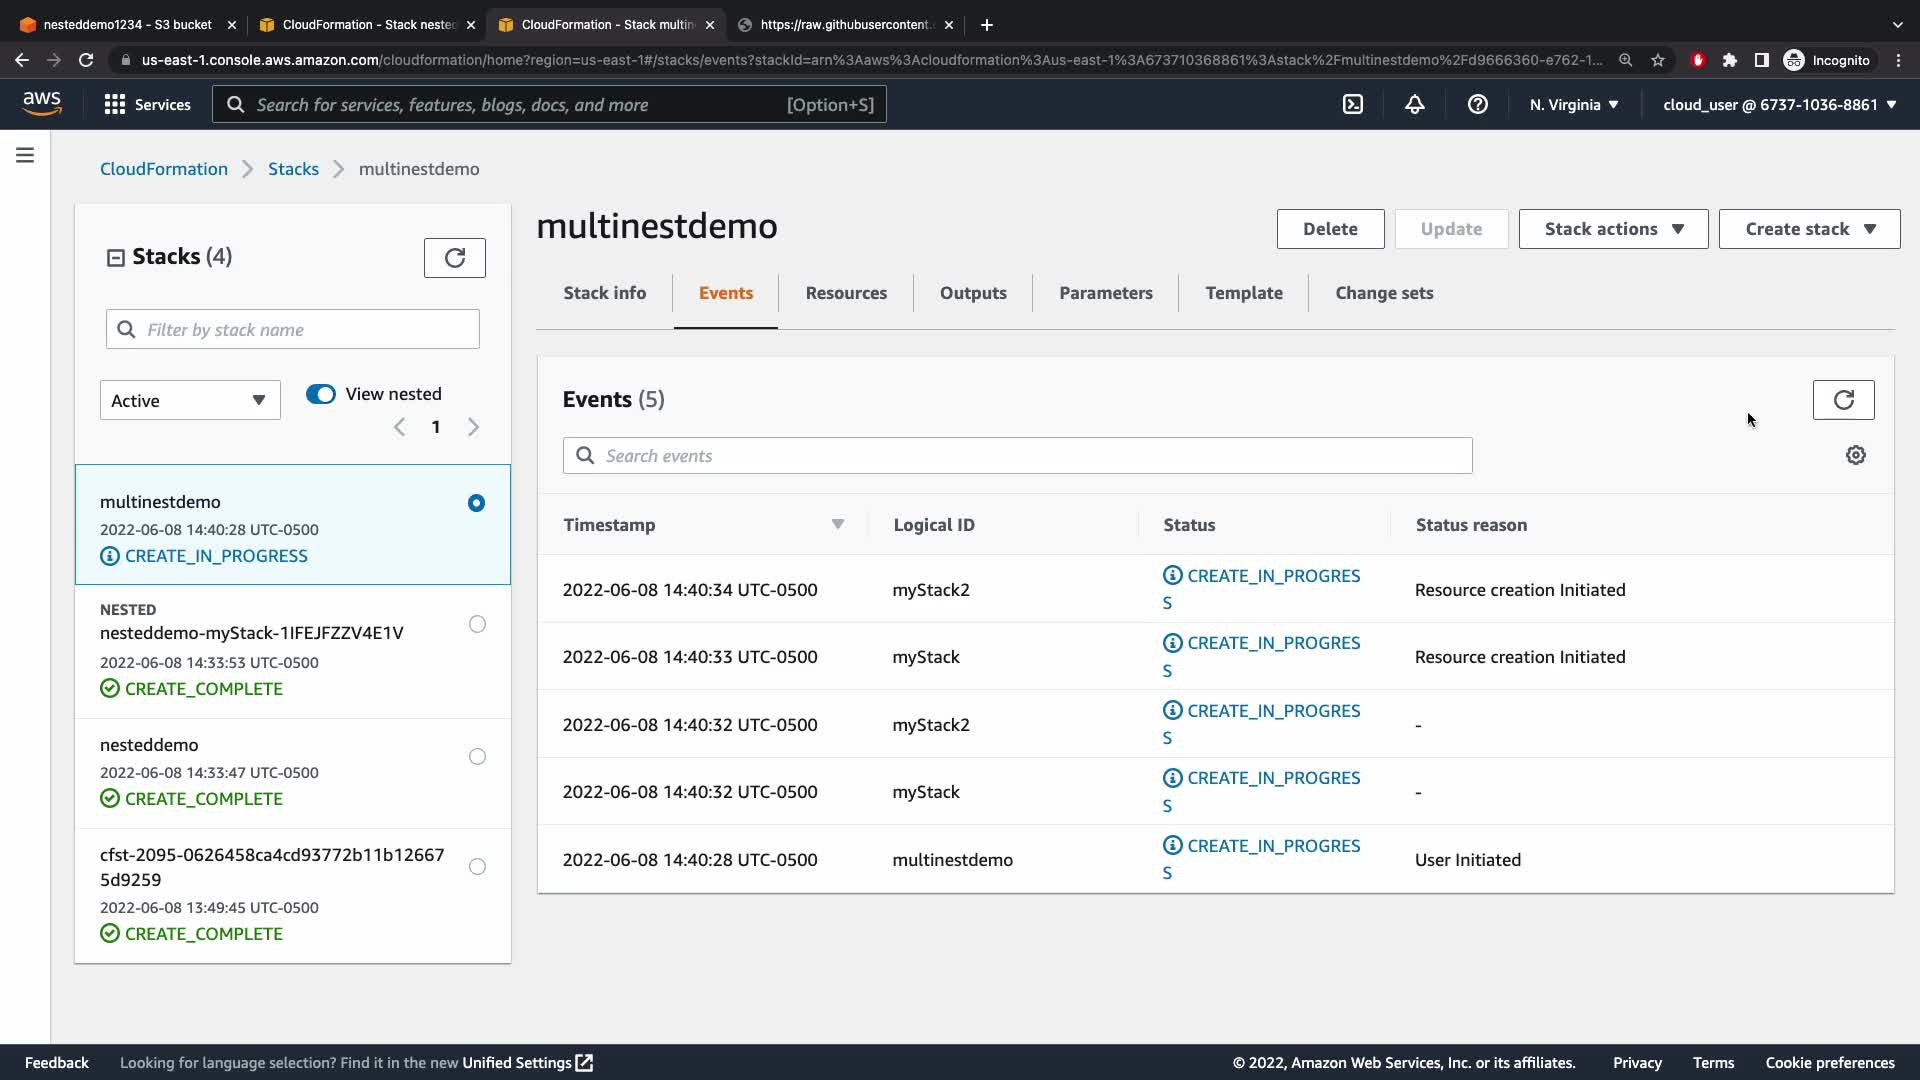 nesteddemo1234 - S3 bucket
CloudFormation - Stack nested
CloudFormation - Stack multin
https://raw.githubusercontent.
us-east-1.console.aws.amazon.com/cloudformation/home?region=us-east-1#/stacks/events?stackId=arn%3Aaws%3Acloudformation%3Aus-east-1%3A673710368861%3Astack%2Fmultinestdemo%2Fd9666360-e762-1...
Incognito
aws
Services
Search for services, features, blogs, docs, and more
[Option+S]
N. Virginia
cloud_user @ 6737-1036-8861
CloudFormation
Stacks
multinestdemo
Stacks (4)
Filter by stack name
Active
View nested
1
multinestdemo
2022-06-08 14:40:28 UTC-0500
CREATE_IN_PROGRESS
NESTED
nesteddemo-myStack-1IFEJFZZV4E1V
2022-06-08 14:33:53 UTC-0500
CREATE_COMPLETE
nesteddemo
2022-06-08 14:33:47 UTC-0500
CREATE_COMPLETE
cfst-2095-0626458ca4cd93772b11b12667
5d9259
2022-06-08 13:49:45 UTC-0500
CREATE_COMPLETE
multinestdemo
Delete
Update
Stack actions
Create stack
Stack info
Events
Resources
Outputs
Parameters
Template
Change sets
Events (5)
Search events
Timestamp
Logical ID
Status
Status reason
2022-06-08 14:40:34 UTC-0500
myStack2
CREATE_IN_PROGRES
S
Resource creation Initiated
2022-06-08 14:40:33 UTC-0500
myStack
CREATE_IN_PROGRES
S
Resource creation Initiated
2022-06-08 14:40:32 UTC-0500
myStack2
CREATE_IN_PROGRES
S
-
2022-06-08 14:40:32 UTC-0500
myStack
CREATE_IN_PROGRES
S
-
2022-06-08 14:40:28 UTC-0500
multinestdemo
CREATE_IN_PROGRES
S
User Initiated
Feedback
Looking for language selection? Find it in the new Unified Settings
© 2022, Amazon Web Services, Inc. or its affiliates.
Privacy
Terms
Cookie preferences